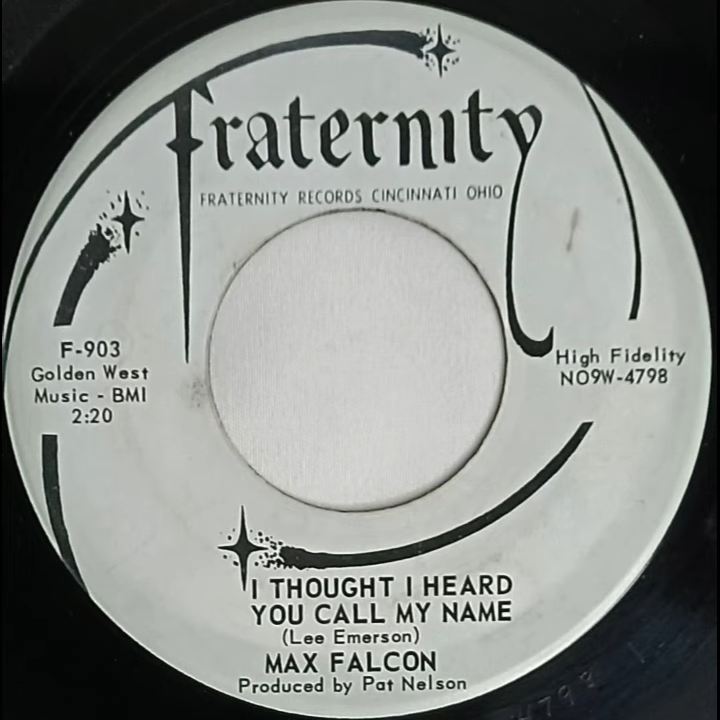 Fraternity
FRATERNITY RECORDS CINCINNATI OHIO
F-903
Golden West
Music - BMI
2:20
High Fidelity
NO9W-4798
I THOUGHT I HEARD
YOU CALL MY NAME
(Lee Emerson)
MAX FALCON
Produced by Pat Nelson